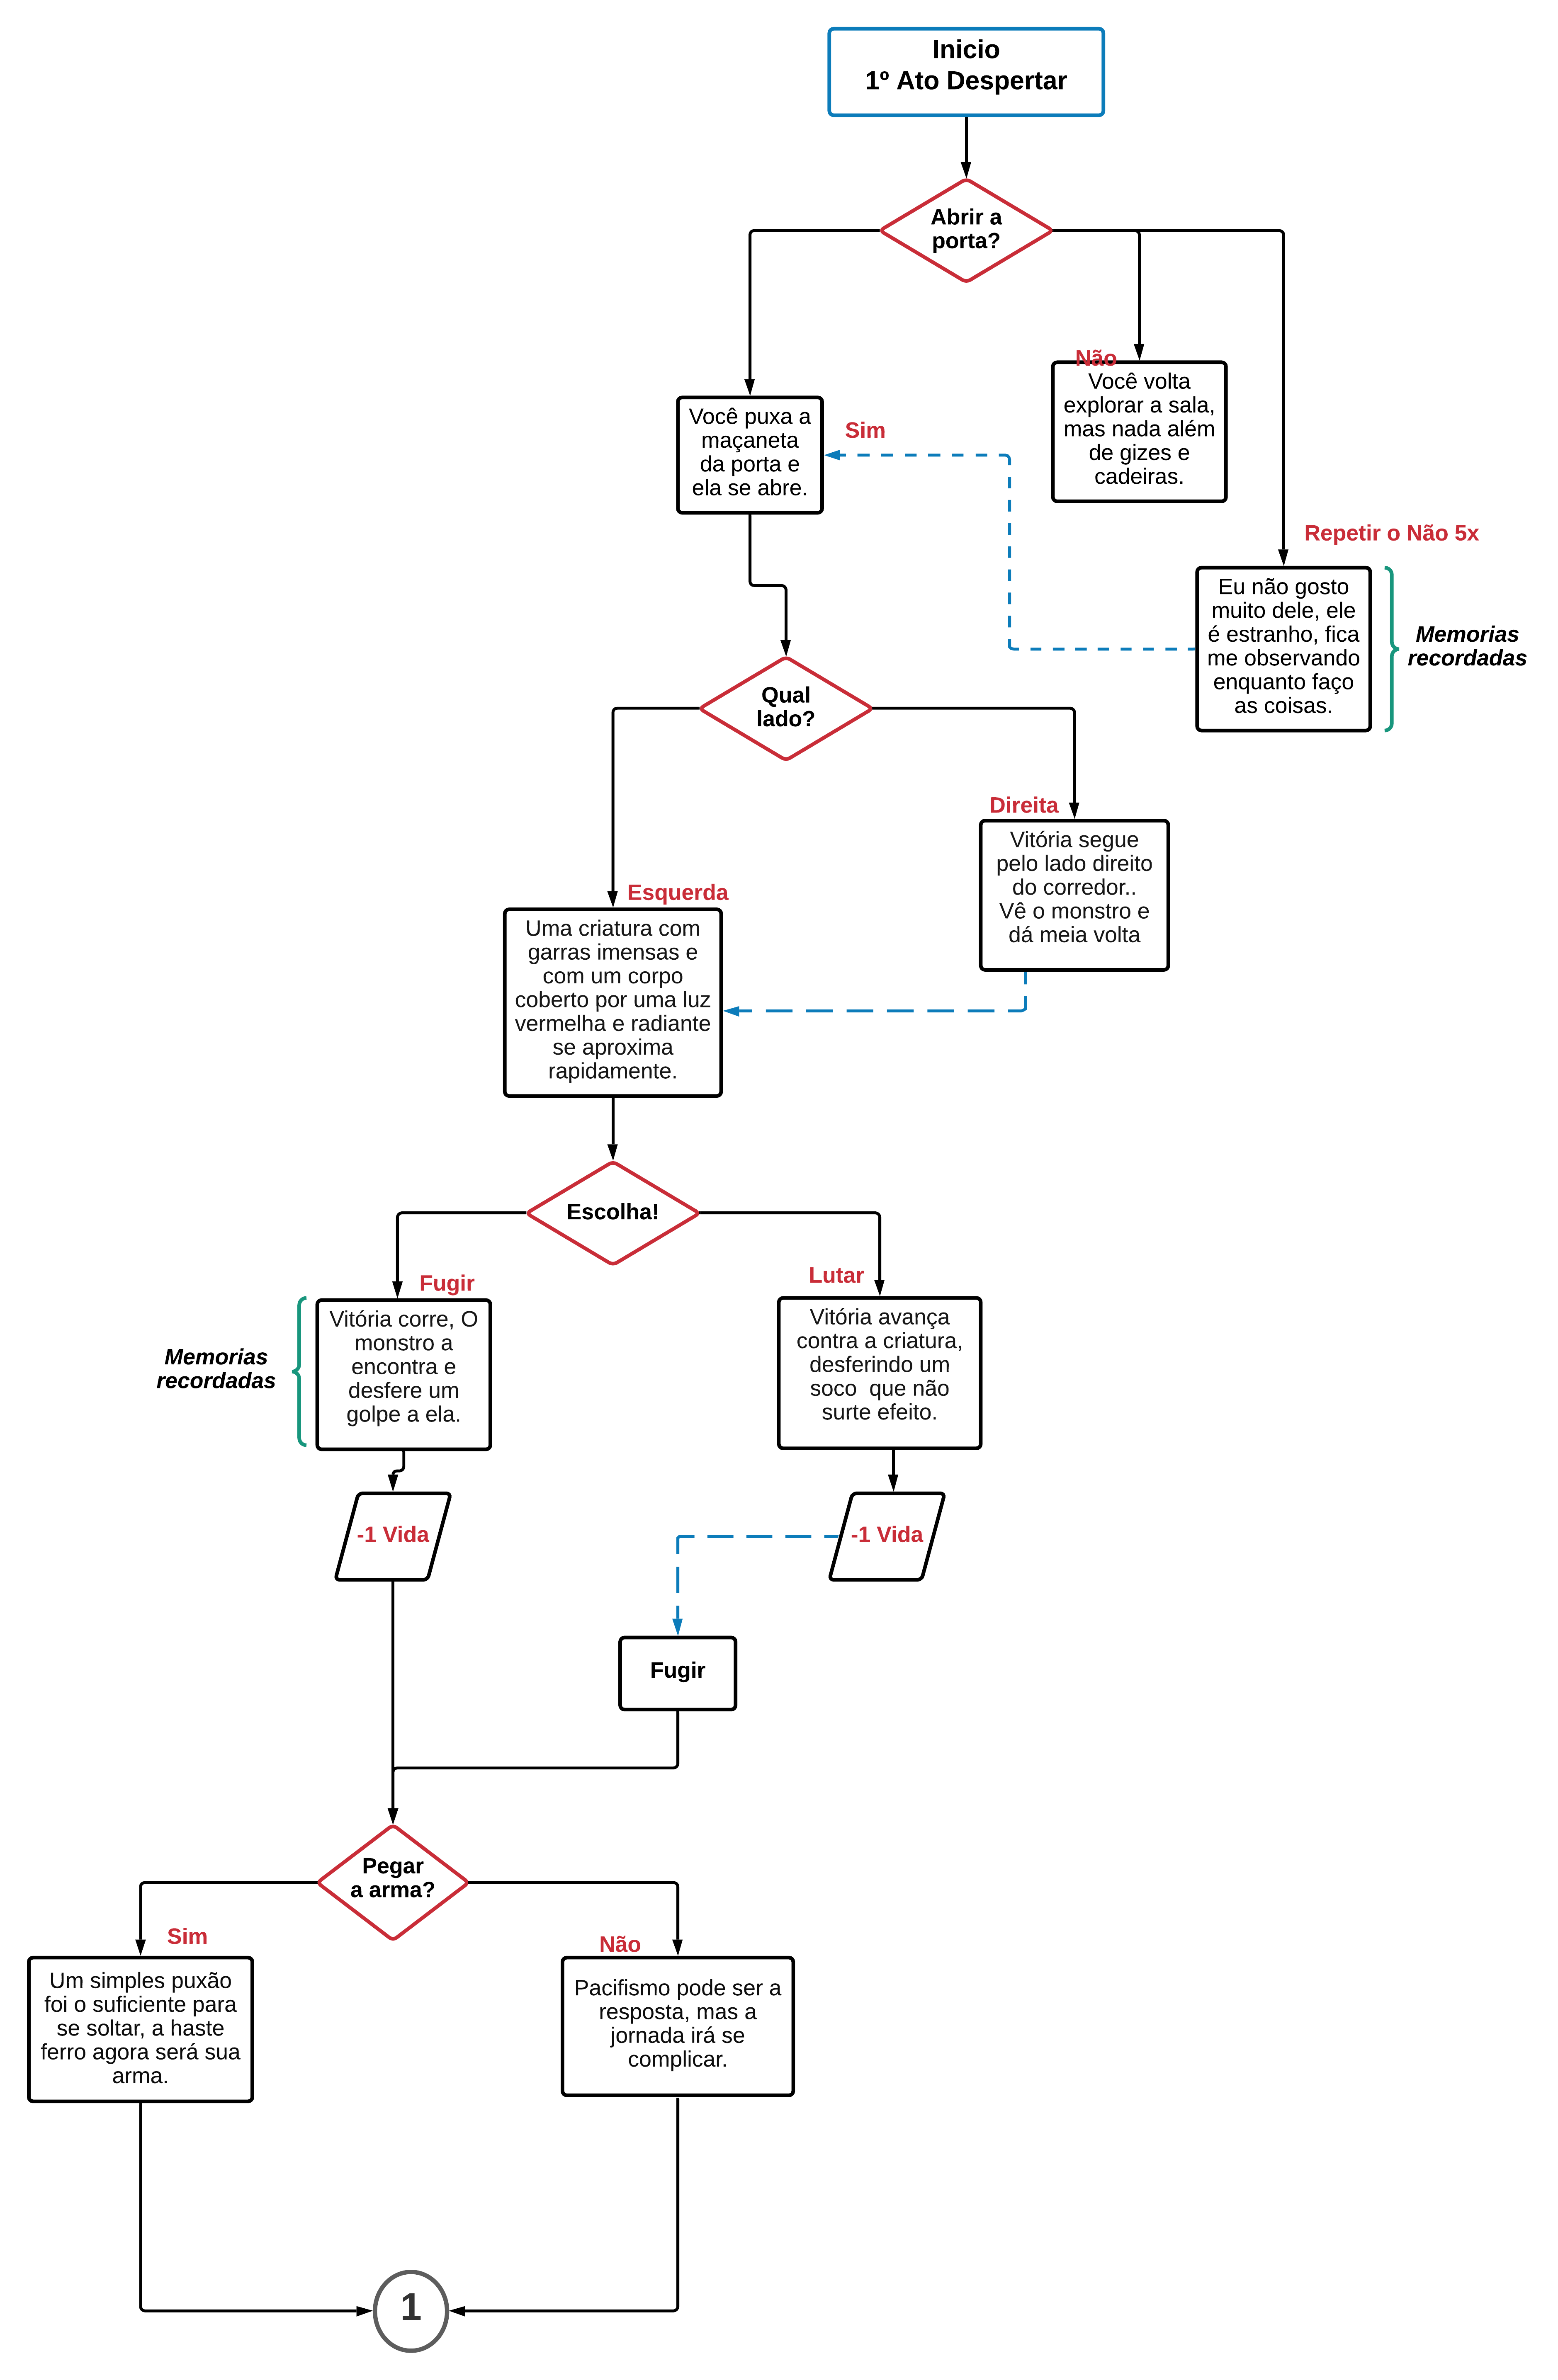 Inicio
1º Ato Despertar
Abrir a
porta?
Não
Você volta
explorar a sala,
mas nada além
de gizes e
cadeiras.
Você puxa a
maçaneta
da porta e
ela se abre.
Sim
Repetir o Não 5x
Eu não gosto
muito dele, ele
é estranho, fica
me observando
enquanto faço
as coisas.
Memorias
recordadas
Qual
lado?
Direita
Vitória segue
pelo lado direito
do corredor..
Vê o monstro e
dá meia volta
Esquerda
Uma criatura com
garras imensas e
com um corpo
coberto por uma luz
vermelha e radiante
se aproxima
rapidamente.
Escolha!
Fugir
Vitória corre, O
monstro a
encontra e
desfere um
golpe a ela.
Memorias
recordadas
Lutar
Vitória avança
contra a criatura,
desferindo um
soco  que não
surte efeito.
-1 Vida
-1 Vida
Fugir
Pegar
a arma?
Sim
Um simples puxão
foi o suficiente para
se soltar, a haste
ferro agora será sua
arma.
Não
Pacifismo pode ser a
resposta, mas a
jornada irá se
complicar.
1